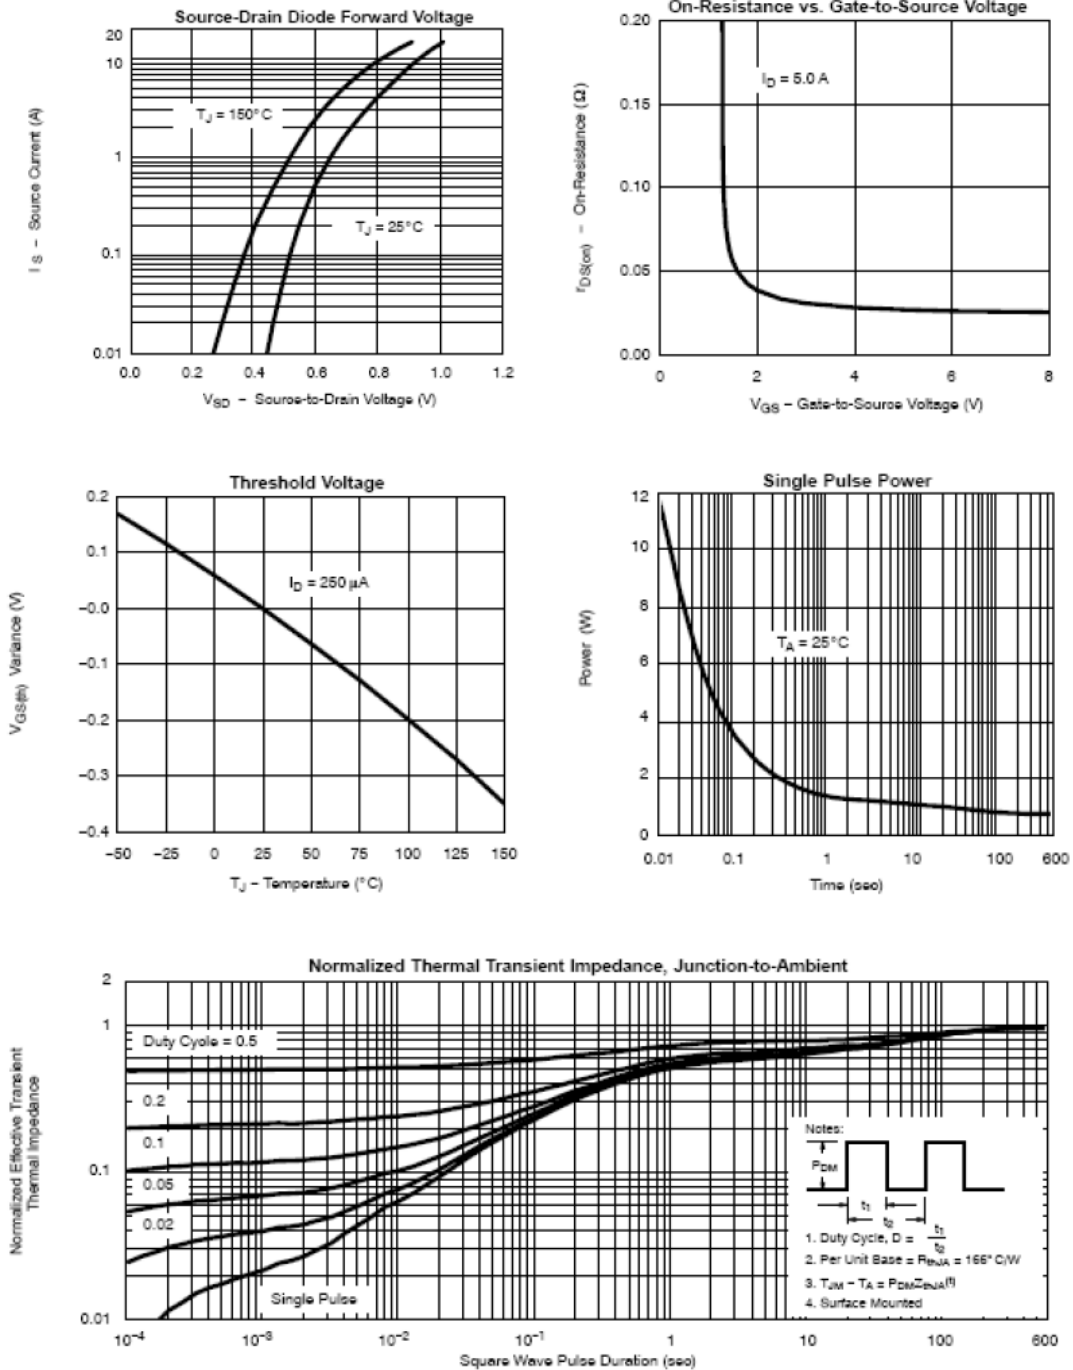 Source-Drain Diode Forward Voltage
20
10
1
0.1
0.01
I S – Source Current (A)
TJ = 150°C
TJ = 25°C
0.0 0.2 0.4 0.6 0.8 1.0 1.2
VSD – Source-to-Drain Voltage (V)
On-Resistance vs. Gate-to-Source Voltage
0.20
0.15
0.10
0.05
0.00
rDS(on) – On-Resistance (Ω)
ID = 5.0 A
0 2 4 6 8
VGS – Gate-to-Source Voltage (V)
Threshold Voltage
0.2
0.1
–0.0
–0.1
–0.2
–0.3
–0.4
VGS(th) Variance (V)
ID = 250 µA
–50 –25 0 25 50 75 100 125 150
TJ – Temperature (°C)
Single Pulse Power
12
10
8
6
4
2
0
Power (W)
TA = 25°C
0.01 0.1 1 10 100 600
Time (sec)
Normalized Thermal Transient Impedance, Junction-to-Ambient
2
1
0.1
0.01
Normalized Effective Transient
Thermal Impedance
Duty Cycle = 0.5
0.2
0.1
0.05
0.02
Single Pulse
Notes:
PDM
t1
t2
1. Duty Cycle, D = t1
t2
2. Per Unit Base = RthJA = 166°C/W
3. TJM – TA = PDMZthJA(t)
4. Surface Mounted
10–4 10–3 10–2 10–1 1 10 100 600
Square Wave Pulse Duration (sec)